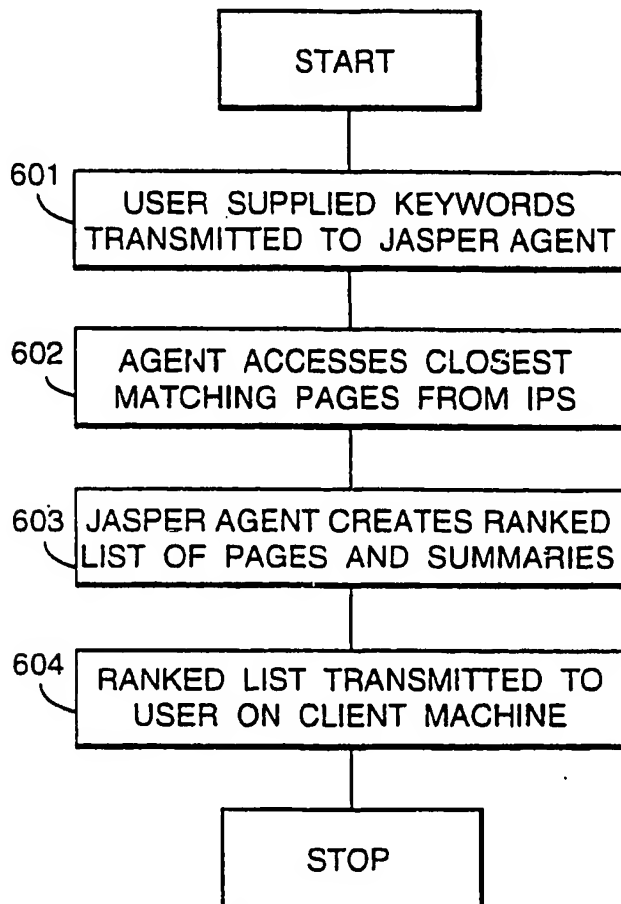 START
601
USER SUPPLIED KEYWORDS
TRANSMITTED TO JASPER AGENT
602
AGENT ACCESSES CLOSEST
MATCHING PAGES FROM IPS
603
JASPER AGENT CREATES RANKED
LIST OF PAGES AND SUMMARIES
604
RANKED LIST TRANSMITTED TO
USER ON CLIENT MACHINE
STOP